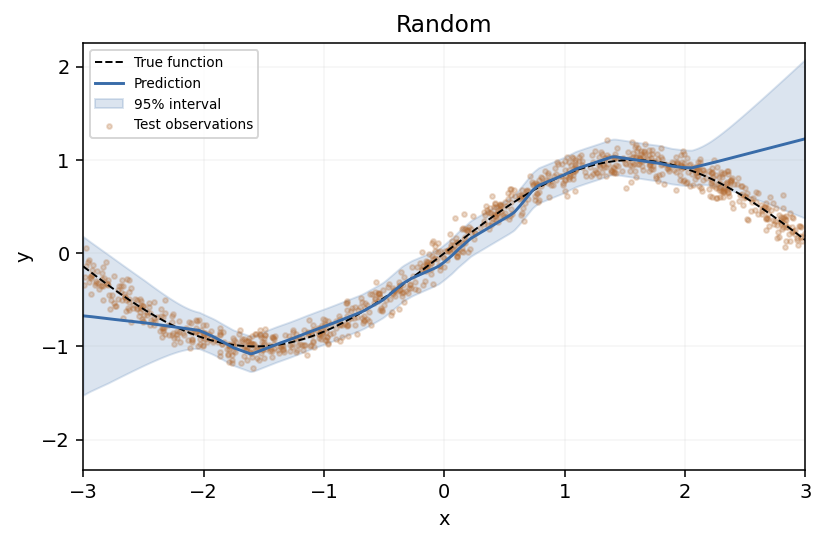 Random
True function
Prediction
95% interval
Test observations
2
1
0
−1
−2
y
−3
−2
−1
0
1
2
3
x